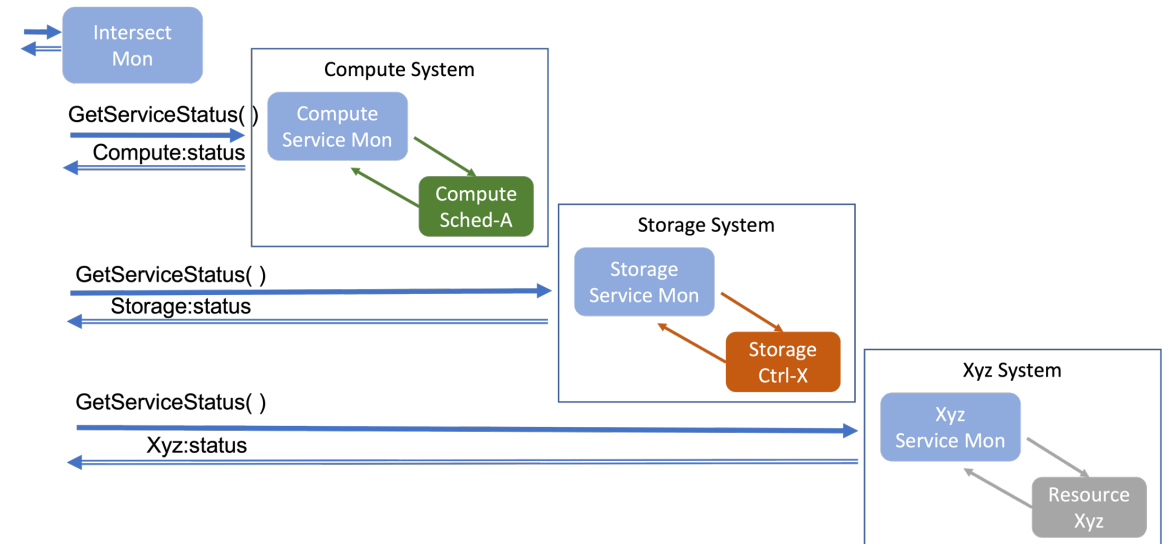 Intersect
Mon
Compute System
GetServiceStatus( )
Compute
Service Mon
Compute:status
Compute
Sched-A
Storage System
GetServiceStatus( )
Storage
Service Mon
Storage:status
Storage
Ctrl-X
Xyz System
GetServiceStatus( )
Xyz
Service Mon
Xyz:status
Resource
Xyz